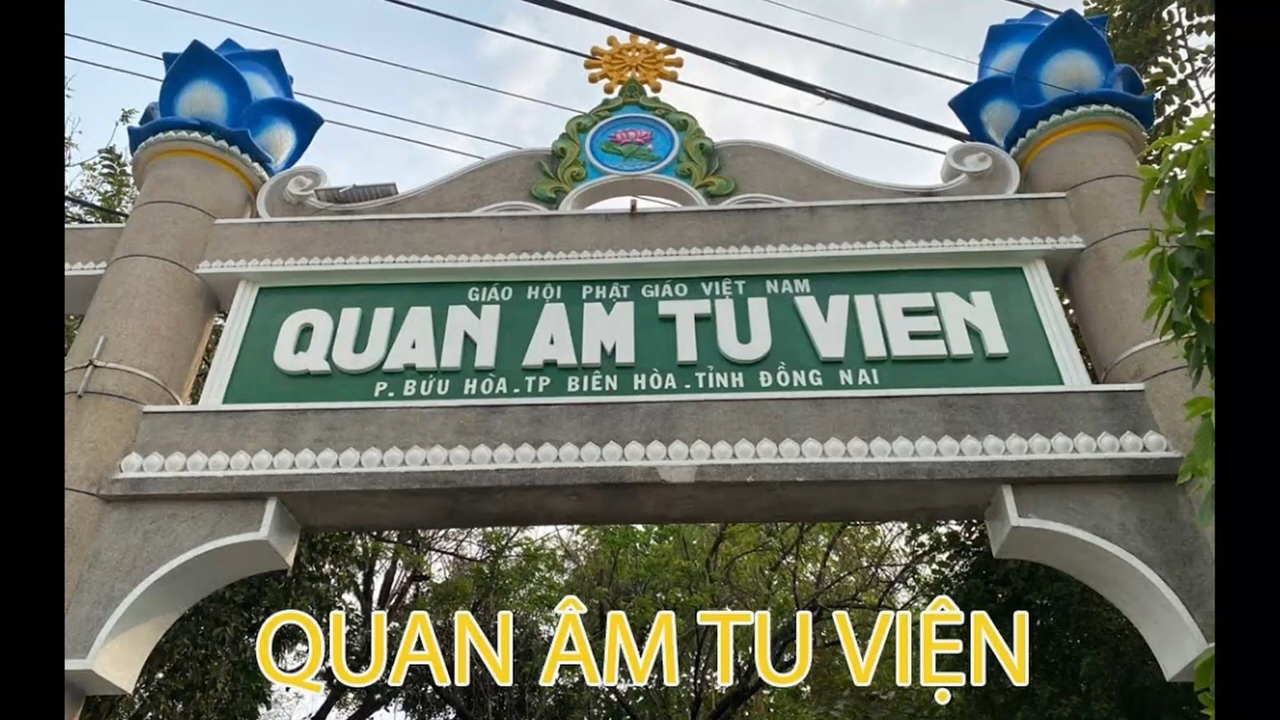 GIÁO HỘI PHẬT GIÁO VIỆT NAM
QUAN ÂM TU VIEN
P. BỬU HÒA. TP BIÊN HÒA. TỈNH ĐỒNG NAI
QUAN ÂM TU VIỆN